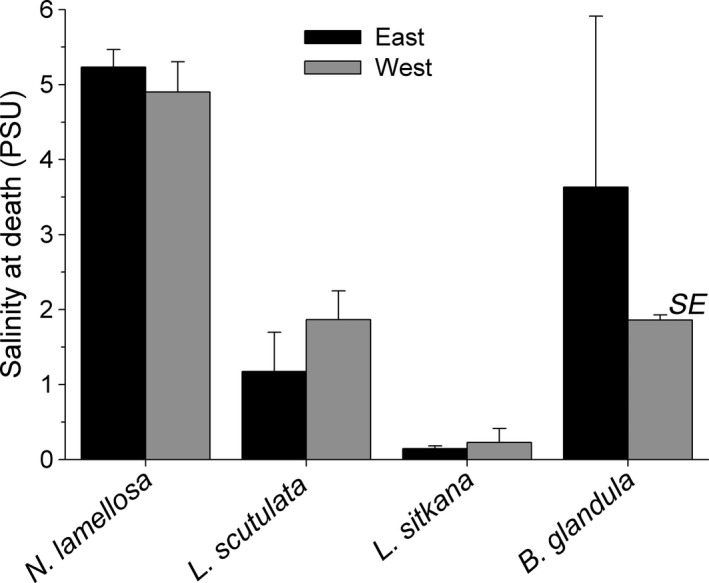 Salinity at death (PSU)
6
5
4
3
2
1
0
East
West
SE
N. lamellosa
L. scutulata
L. sitkana
B. glandula